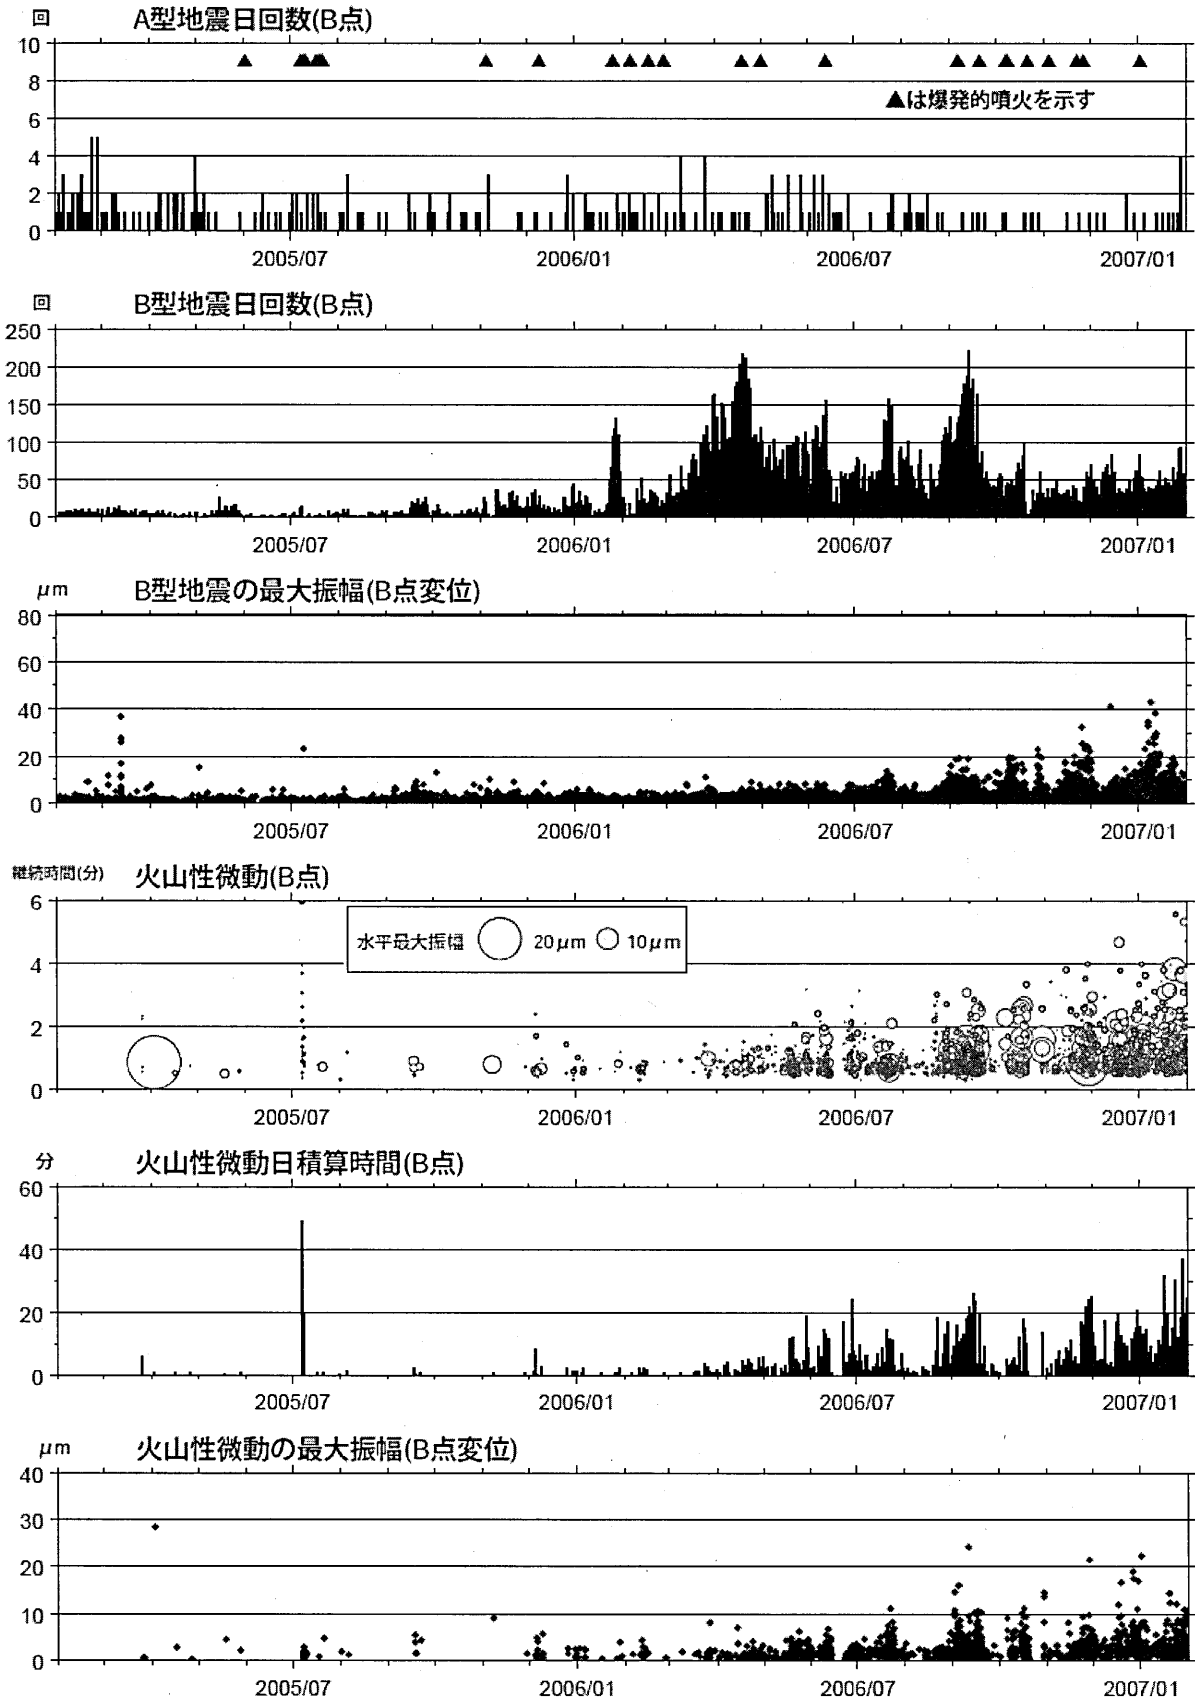 回 A型地震日回数(B点)
10
8
▲は爆発的噴火を示す
6
4
2
0
2005/07 2006/01 2006/07 2007/01
回 B型地震日回数(B点)
250
200
150
100
50
0
2005/07 2006/01 2006/07 2007/01
μm B型地震の最大振幅(B点変位)
80
60
40
20
0
2005/07 2006/01 2006/07 2007/01
継続時間(分) 火山性微動(B点)
6
水平最大振幅 20μm 10μm
4
2
0
2005/07 2006/01 2006/07 2007/01
分 火山性微動日積算時間(B点)
60
40
20
0
2005/07 2006/01 2006/07 2007/01
μm 火山性微動の最大振幅(B点変位)
40
30
20
10
0
2005/07 2006/01 2006/07 2007/01